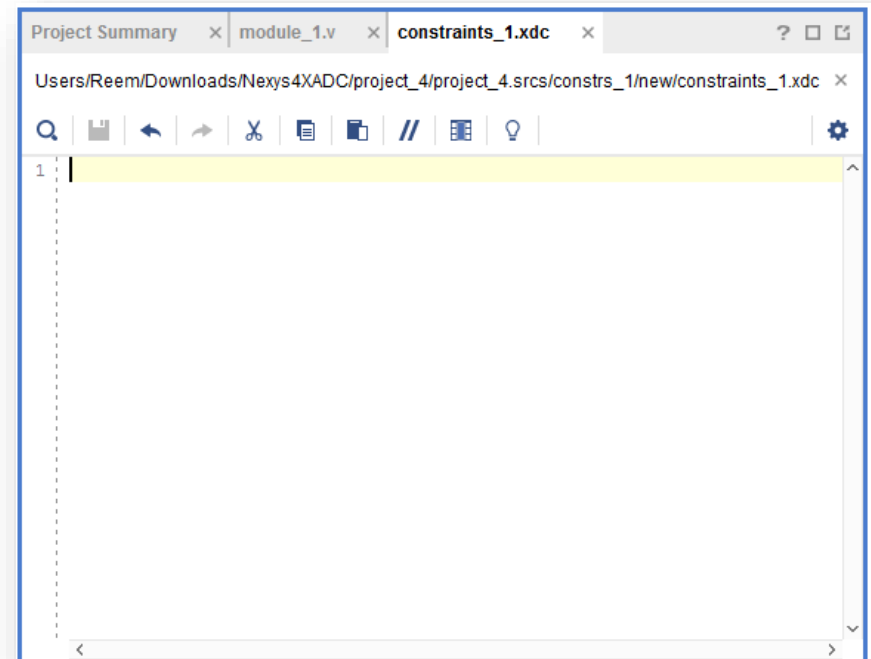 Project Summary × module_1.v × constraints_1.xdc × ?
Users/Reem/Downloads/Nexys4XADC/project_4/project_4.srcs/constrs_1/new/constraints_1.xdc ×
//
1